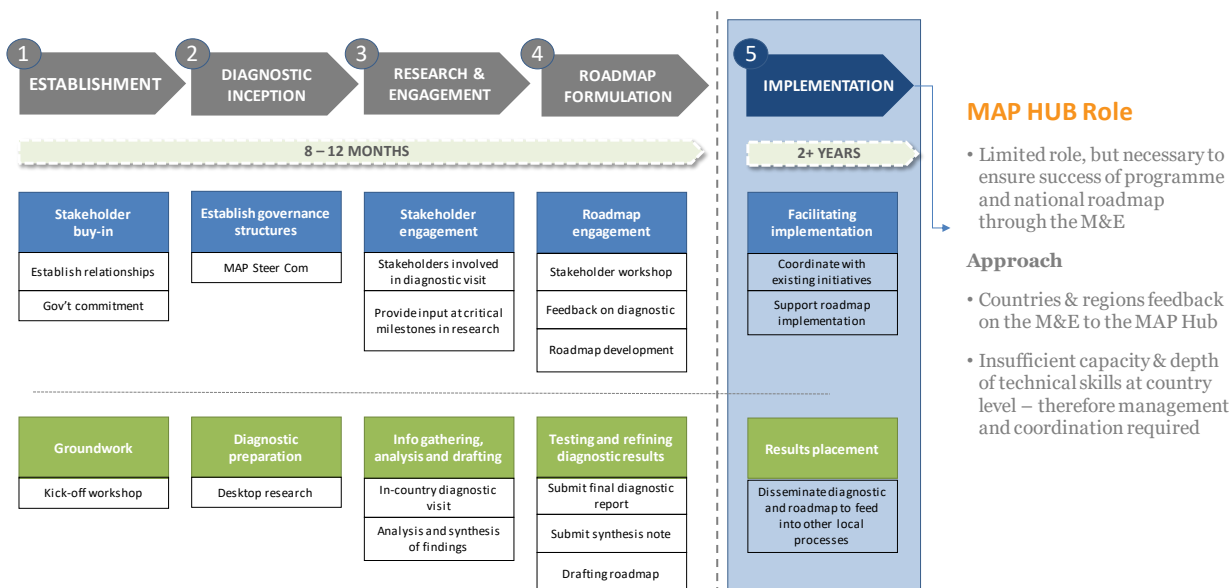 1
ESTABLISHMENT
2
DIAGNOSTIC
INCEPTION
3
RESEARCH &
ENGAGEMENT
4
ROADMAP
FORMULATION
5
IMPLEMENTATION
8 – 12 MONTHS
2+ YEARS
Stakeholder
buy-in
Establish relationships
Gov't commitment
Establish governance
structures
MAP Steer Com
Stakeholder
engagement
Stakeholders involved
in diagnostic visit
Provide input at critical
milestones in research
Roadmap
engagement
Stakeholder workshop
Feedback on diagnostic
Roadmap development
Facilitating
implementation
Coordinate with
existing initiatives
Support roadmap
implementation
Groundwork
Kick-off workshop
Diagnostic
preparation
Desktop research
Info gathering,
analysis and drafting
In-country diagnostic
visit
Analysis and synthesis
of findings
Testing and refining
diagnostic results
Submit final diagnostic
report
Submit synthesis note
Drafting roadmap
Results placement
Disseminate diagnostic
and roadmap to feed
into other local
processes
MAP HUB Role
• Limited role, but necessary to
ensure success of programme
and national roadmap
through the M&E
Approach
• Countries & regions feedback
on the M&E to the MAP Hub
• Insufficient capacity & depth
of technical skills at country
level – therefore management
and coordination required